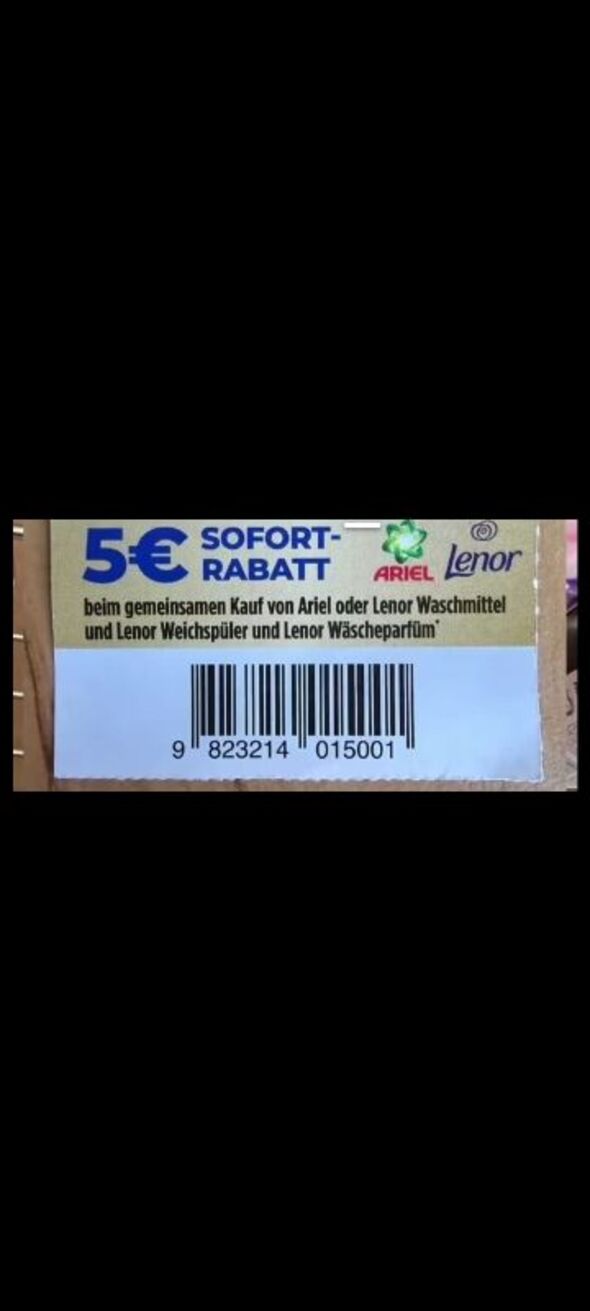 5€ SOFORT-
RABATT
ARIEL
Lenor
beim gemeinsamen Kauf von Ariel oder Lenor Waschmittel
und Lenor Weichspüler und Lenor Wäscheparfüm*
9 823214 015001